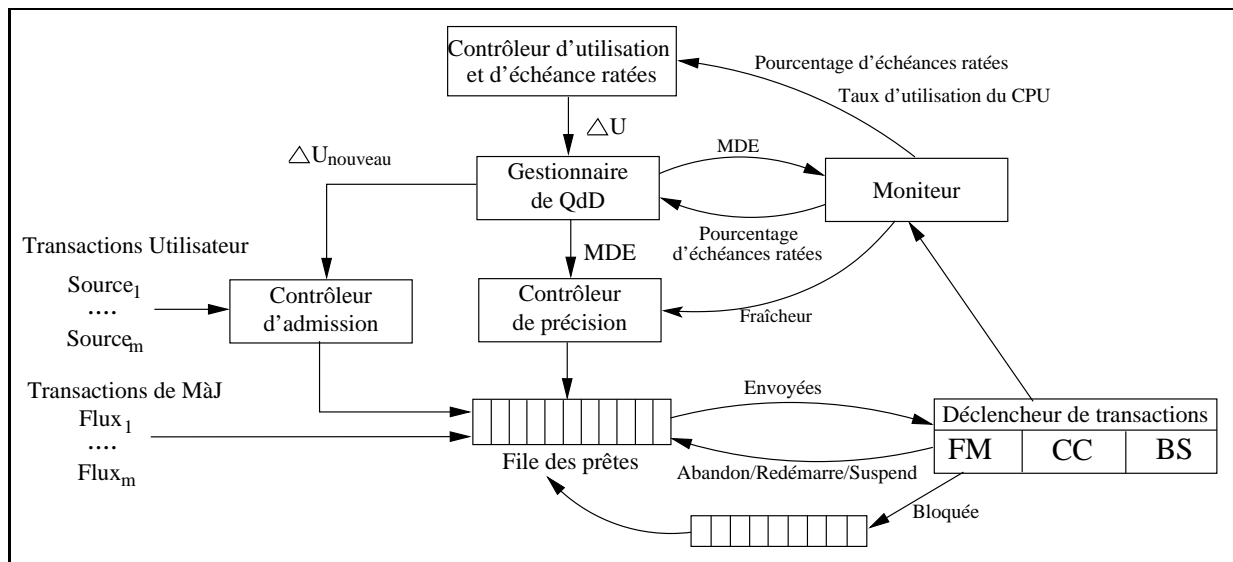 Contrôleur d'utilisation
et d'échéance ratées
Pourcentage d'échéances ratées
Taux d'utilisation du CPU
△U
△Unouveau
MDE
Gestionnaire
de QdD
Moniteur
Pourcentage
d'échéances ratées
MDE
Transactions Utilisateur
Source1
....
Sourcem
Contrôleur
d'admission
Contrôleur
de précision
Fraîcheur
Transactions de MàJ
Flux1
....
Fluxm
Envoyées
Déclencheur de transactions
FM CC BS
File des prêtes
Abandon/Redémarre/Suspend
Bloquée